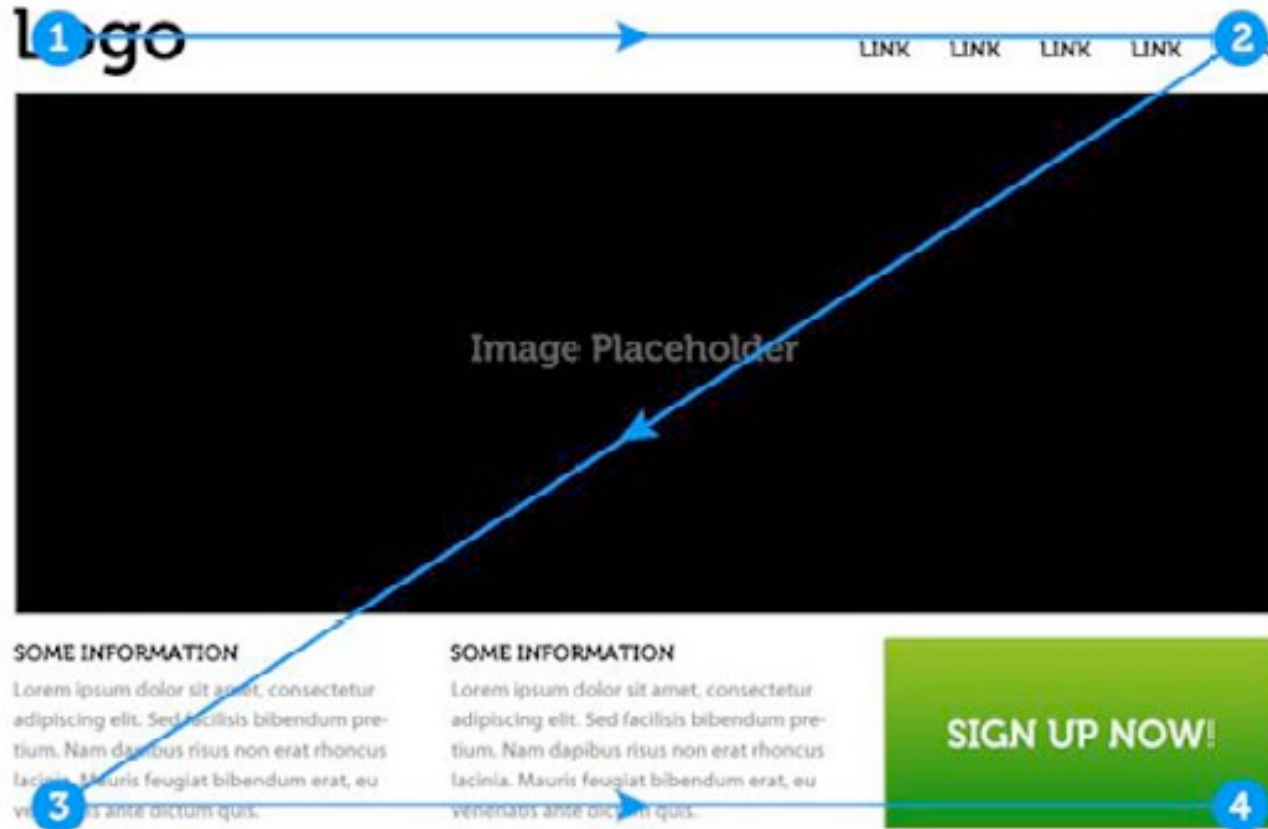 1
Logo
2
LINK LINK LINK LINK
Image Placeholder
SOME INFORMATION
Lorem ipsum dolor sit amet, consectetur
adipiscing elit. Sed facilisis bibendum pre-
tium. Nam dapibus risus non erat rhoncus
lacinia. Mauris feugiat bibendum erat, eu
venenatis ante dictum quis.
SOME INFORMATION
Lorem ipsum dolor sit amet, consectetur
adipiscing elit. Sed facilisis bibendum pre-
tium. Nam dapibus risus non erat rhoncus
lacinia. Mauris feugiat bibendum erat, eu
venenatis ante dictum quis.
SIGN UP NOW!
3
4